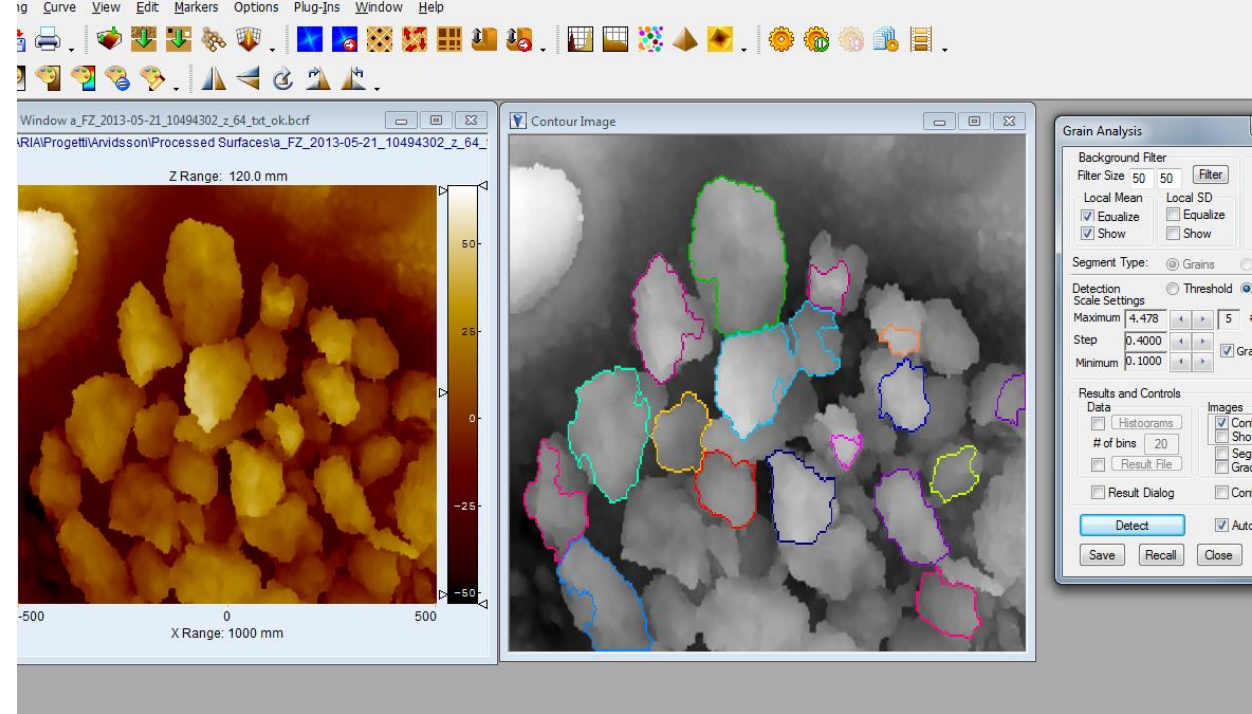 Curve View Edit Markers Options Plug-Ins Window Help
Window a_FZ_2013-05-21_10494302_z_64_txt_ok.bcrf
ARIA\Progetti\Arvidsson\Processed Surfaces\a_FZ_2013-05-21_10494302_z_64_
Z Range: 120.0 mm
50
25
0
-25
-50
-500 0 500
X Range: 1000 mm
Contour Image
Grain Analysis
Background Filter
Filter Size 50 50 Filter
Local Mean Local SD
Equalize Equalize
Show Show
Segment Type: Grains
Detection Threshold
Scale Settings
Maximum 4.478 5
Step 0.4000
Minimum 0.1000
Results and Controls
Data Images
Histograms
# of bins 20
Result File
Result Dialog
Detect
Save Recall Close